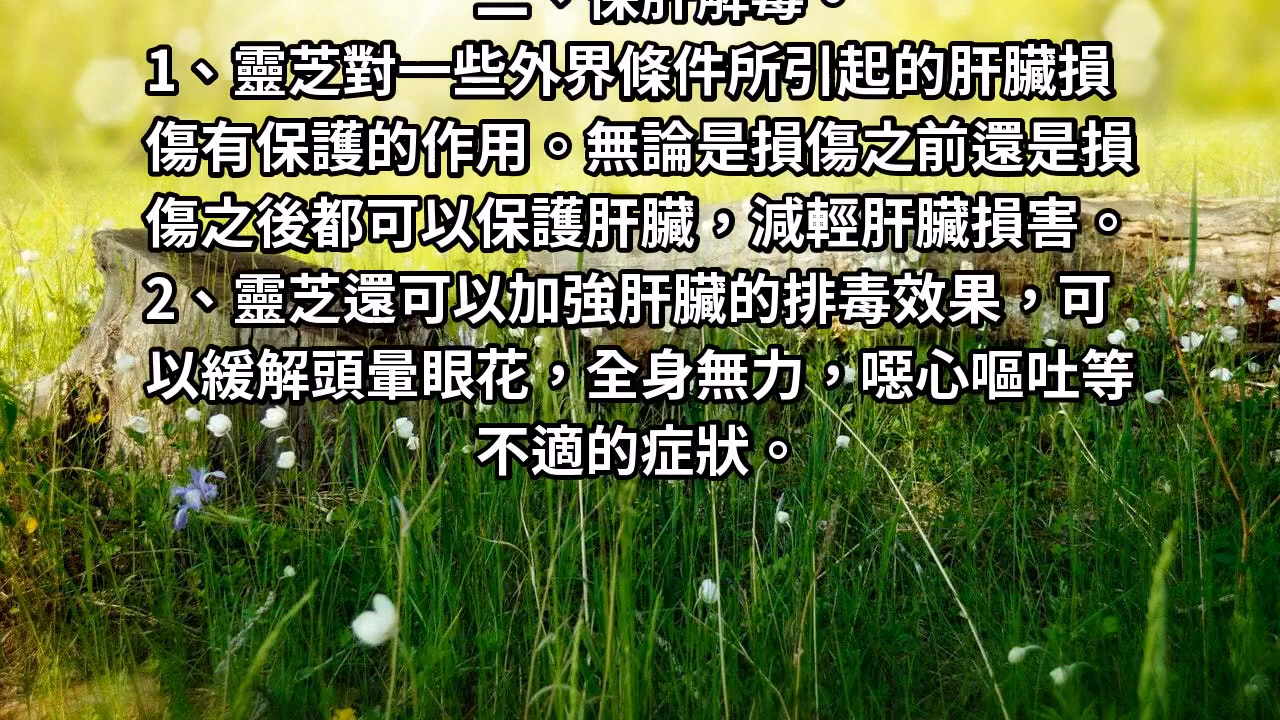 、保肝解毒。
1、靈芝對一些外界條件所引起的肝臟損
傷有保護的作用。無論是損傷之前還是損
傷之後都可以保護肝臟，減輕肝臟損害。
2、靈芝還可以加強肝臟的排毒效果，可
以緩解頭暈眼花，全身無力，噁心嘔吐等
不適的症狀。